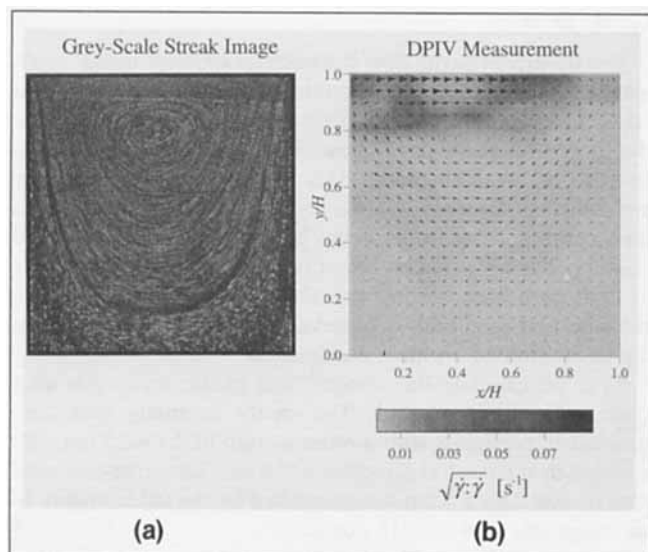 Grey-Scale Streak Image
DPIV Measurement
1.0
0.8
0.6
y/H
0.4
0.2
0.0
0.2 0.4 0.6 0.8 1.0
x/H
0.01 0.03 0.05 0.07
√γ̇:γ̇ [s⁻¹]
(a)
(b)